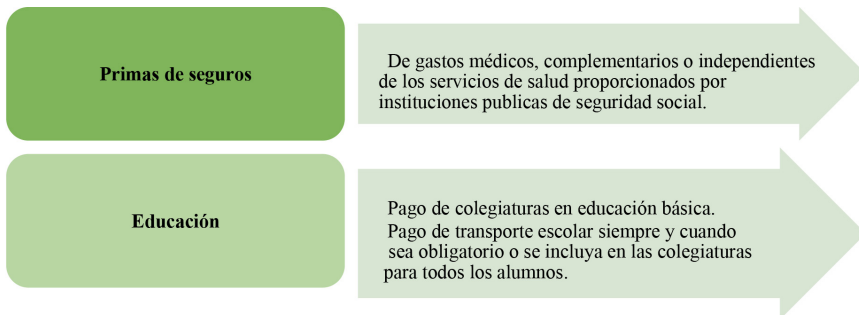 Primas de seguros
De gastos médicos, complementarios o independientes
de los servicios de salud proporcionados por
instituciones publicas de seguridad social.
Educación
Pago de colegiaturas en educación básica.
Pago de transporte escolar siempre y cuando
sea obligatorio o se incluya en las colegiaturas
para todos los alumnos.